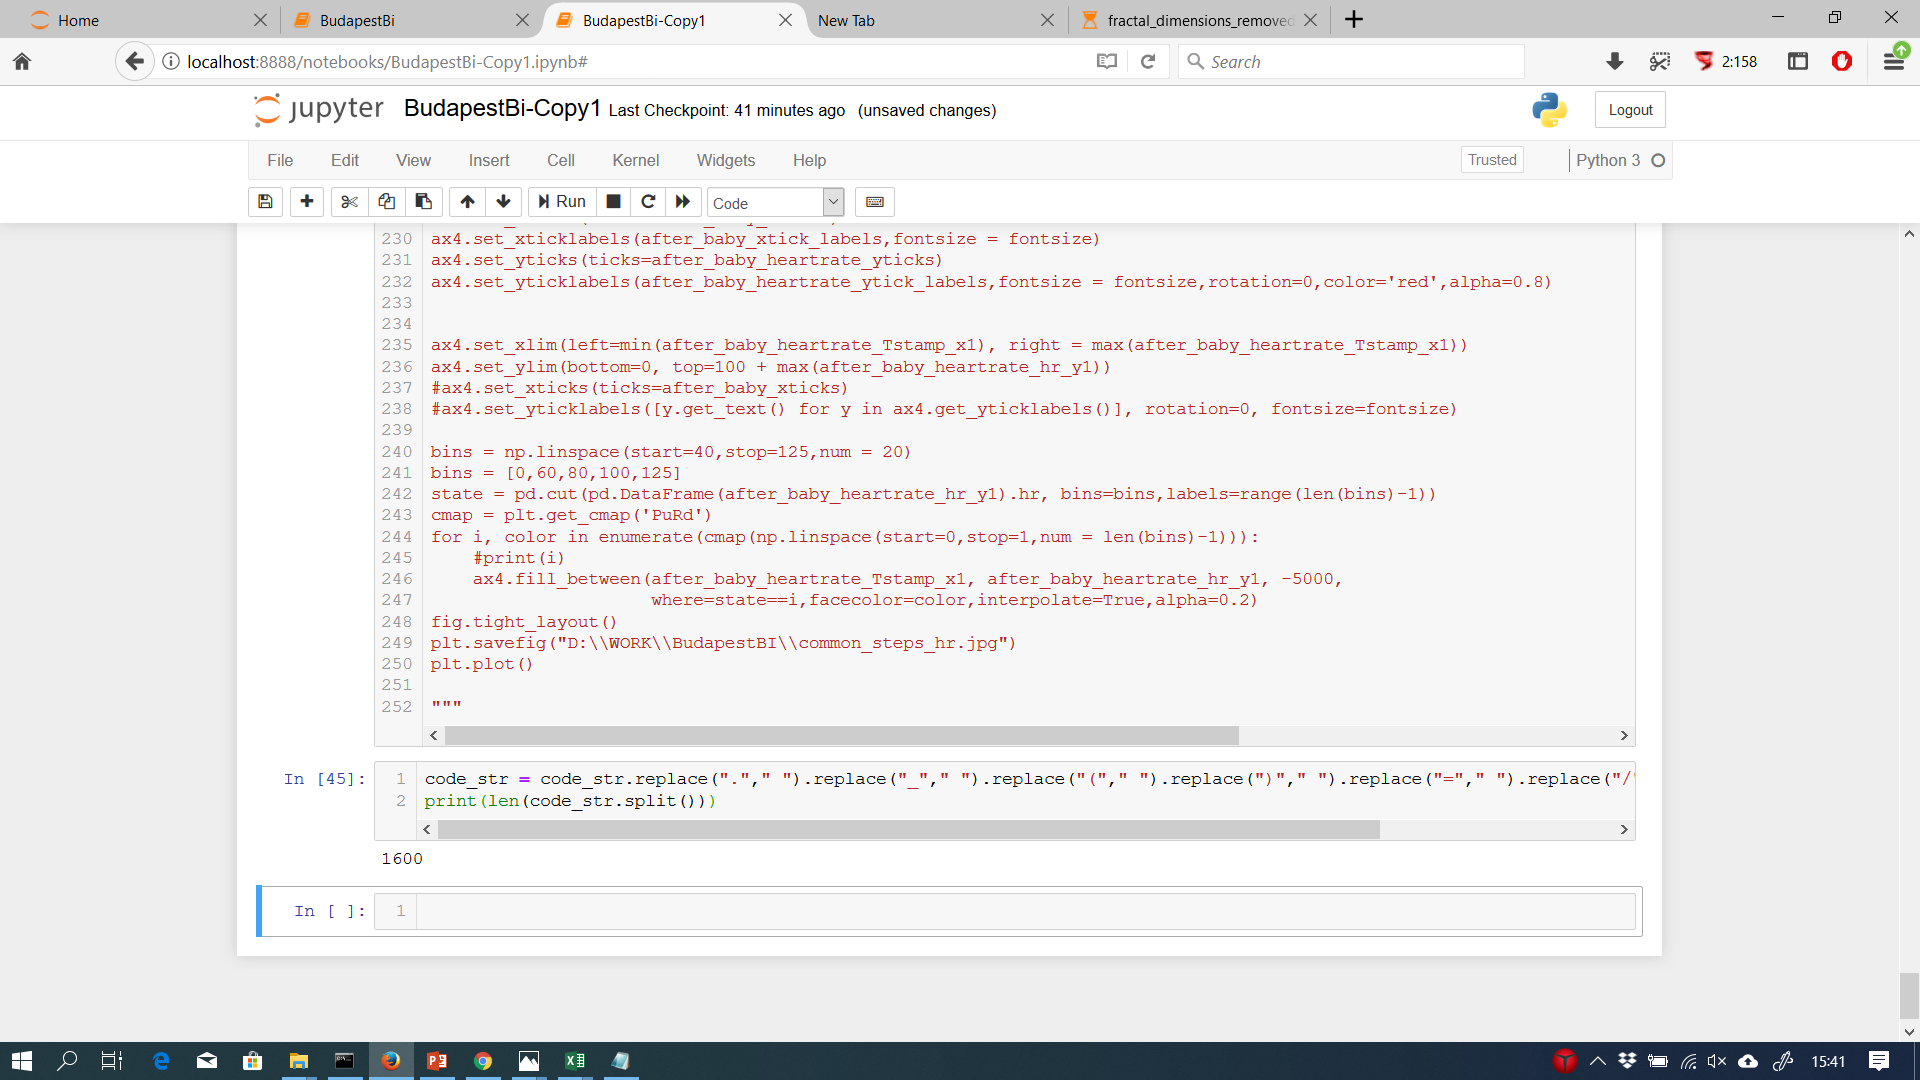 Home
BudapestBi
BudapestBi-Copy1
New Tab
fractal_dimensions_removed
localhost:8888/notebooks/BudapestBi-Copy1.ipynb#
Search
2:158
jupyter BudapestBi-Copy1 Last Checkpoint: 41 minutes ago (unsaved changes)
Logout
File Edit View Insert Cell Kernel Widgets Help
Trusted
Python 3
Run
Code
230 ax4.set_xticklabels(after_baby_xtick_labels,fontsize = fontsize)
231 ax4.set_yticks(ticks=after_baby_heartrate_yticks)
232 ax4.set_yticklabels(after_baby_heartrate_ytick_labels,fontsize = fontsize,rotation=0,color='red',alpha=0.8)
233
234
235 ax4.set_xlim(left=min(after_baby_heartrate_Tstamp_x1), right = max(after_baby_heartrate_Tstamp_x1))
236 ax4.set_ylim(bottom=0, top=100 + max(after_baby_heartrate_hr_y1))
237 #ax4.set_xticks(ticks=after_baby_xticks)
238 #ax4.set_yticklabels([y.get_text() for y in ax4.get_yticklabels()], rotation=0, fontsize=fontsize)
239
240 bins = np.linspace(start=40,stop=125,num = 20)
241 bins = [0,60,80,100,125]
242 state = pd.cut(pd.DataFrame(after_baby_heartrate_hr_y1).hr, bins=bins,labels=range(len(bins)-1))
243 cmap = plt.get_cmap('PuRd')
244 for i, color in enumerate(cmap(np.linspace(start=0,stop=1,num = len(bins)-1))):
245     #print(i)
246     ax4.fill_between(after_baby_heartrate_Tstamp_x1, after_baby_heartrate_hr_y1, -5000,
247                      where=state==i,facecolor=color,interpolate=True,alpha=0.2)
248 fig.tight_layout()
249 plt.savefig("D:\\WORK\\BudapestBI\\common_steps_hr.jpg")
250 plt.plot()
251
252 """
In [45]: 1 code_str = code_str.replace("."," ").replace("_"," ").replace("("," ").replace(")"," ").replace("="," ").replace("/
2 print(len(code_str.split()))
1600
In [ ]: 1
15:41